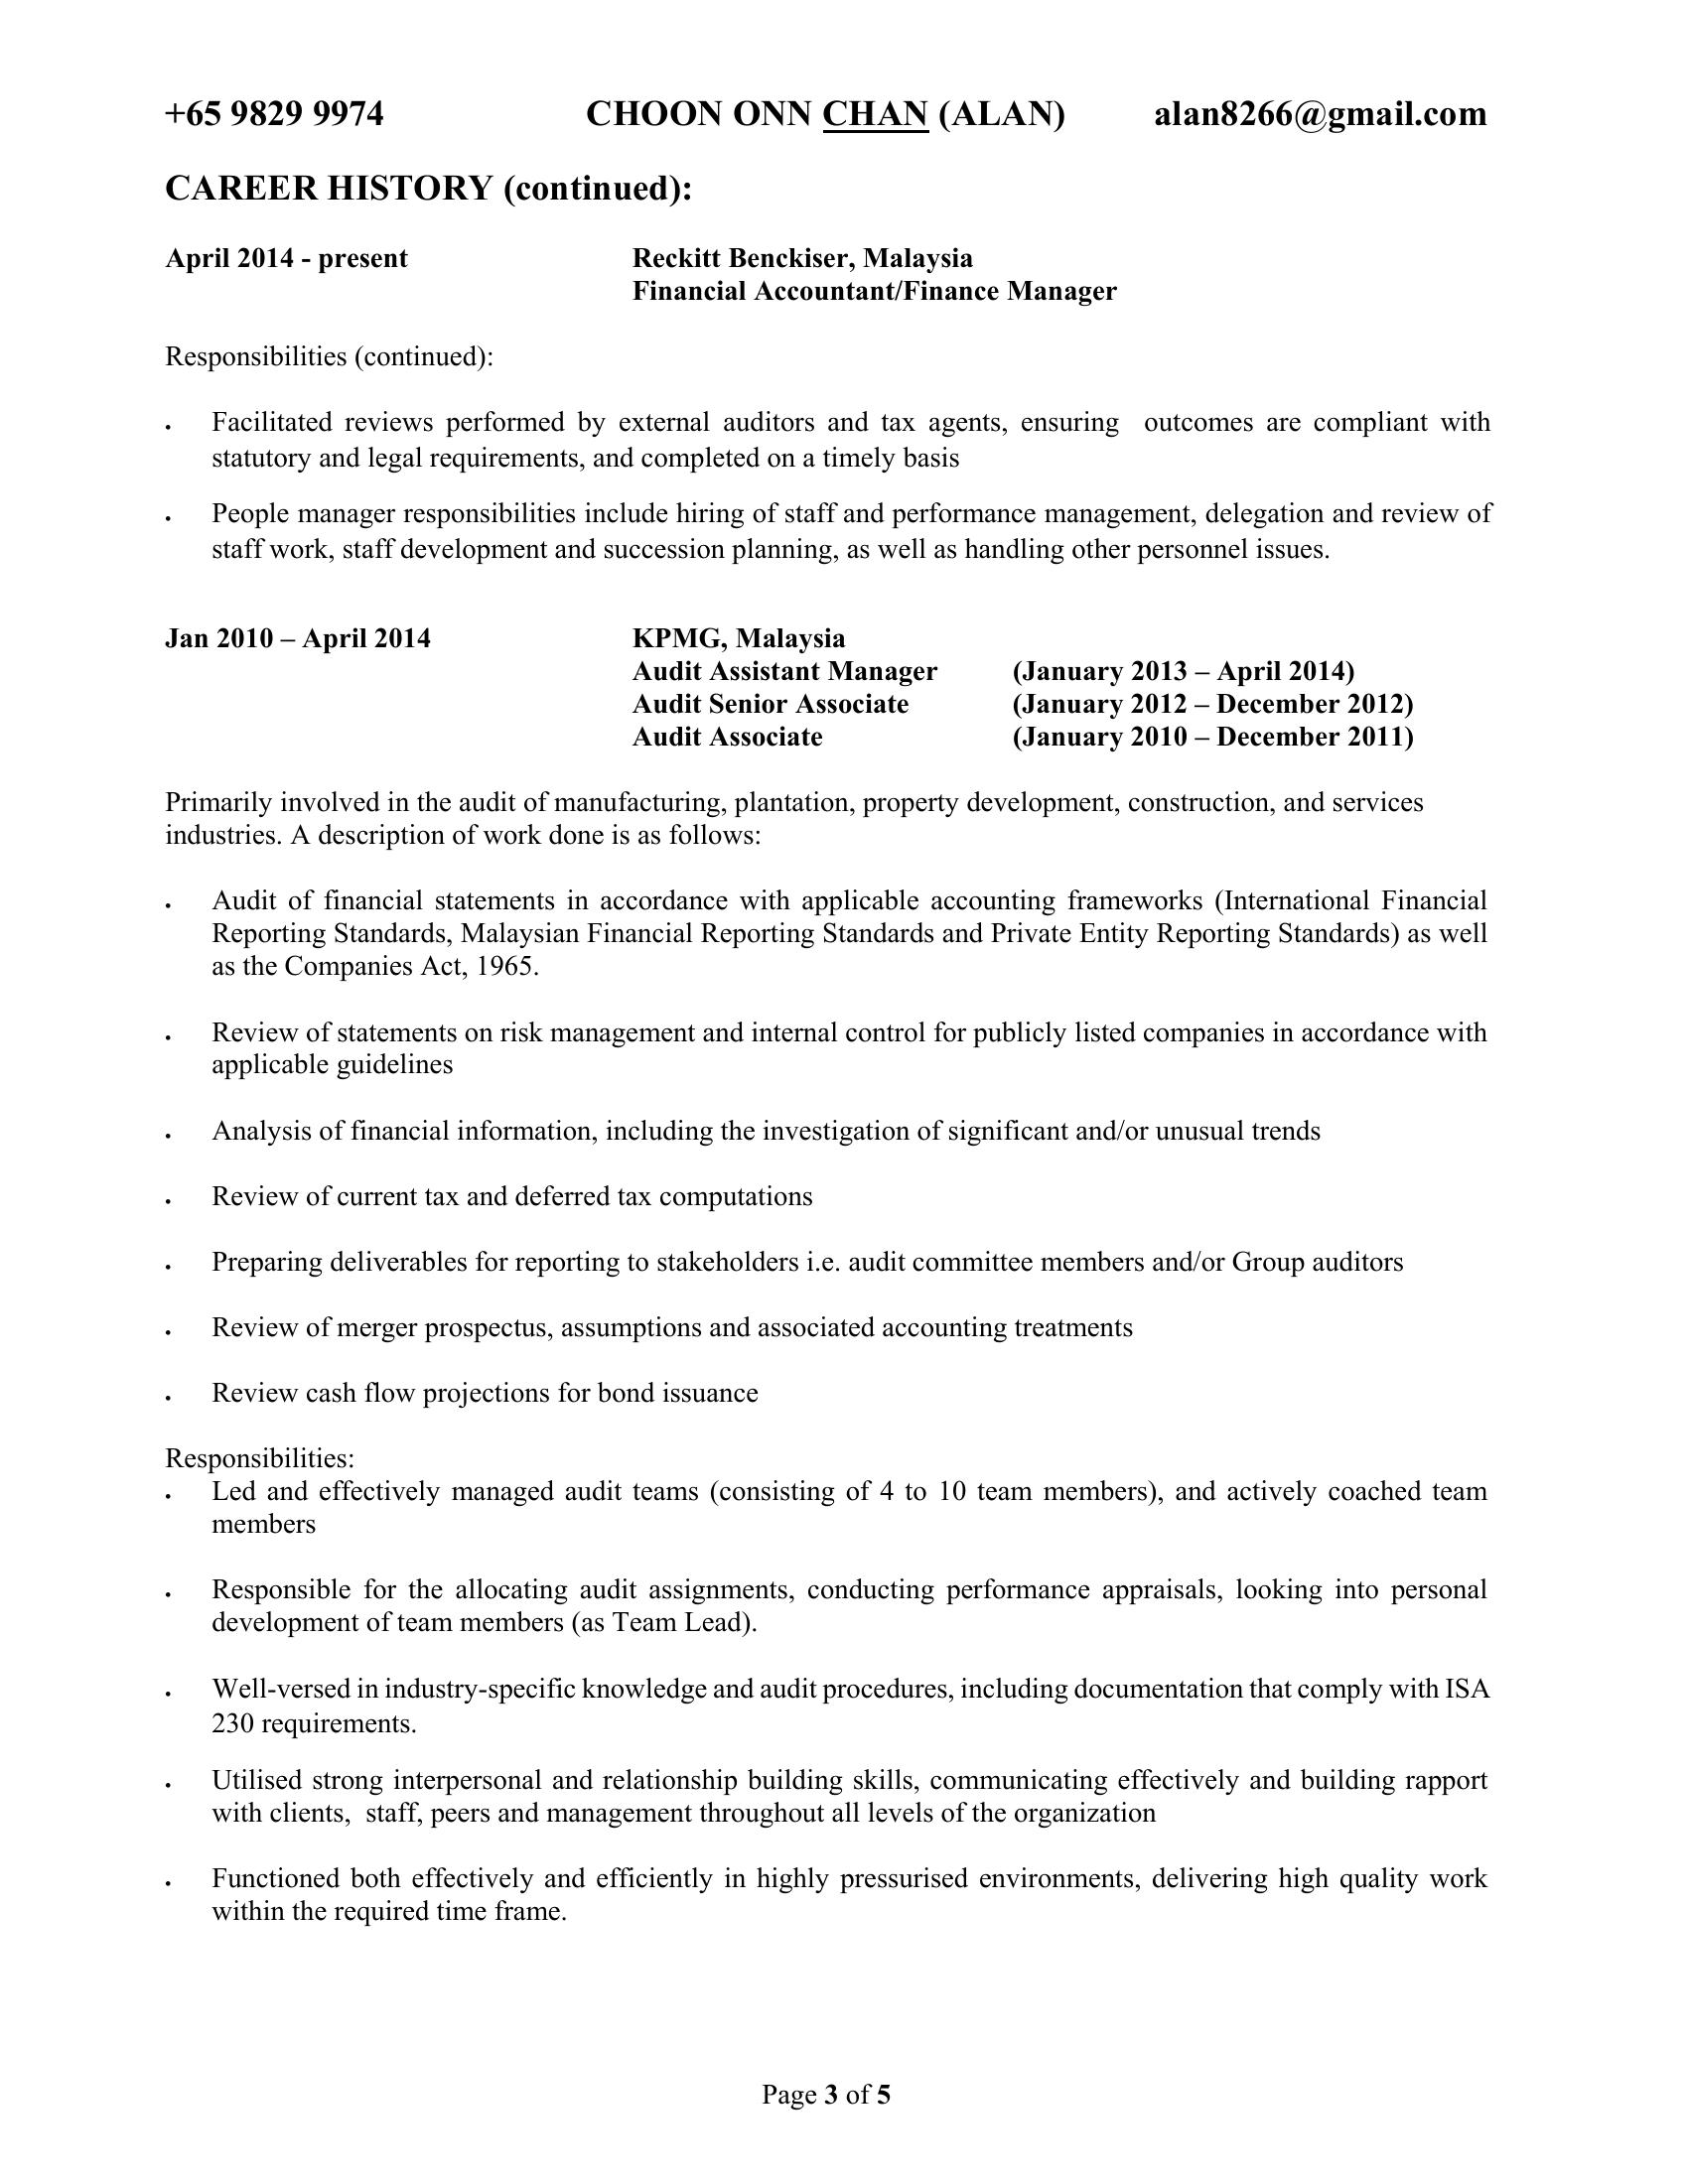 +65 9829 9974 CHOON ONN CHAN (ALAN) alan8266@gmail.com
CAREER HISTORY (continued):
April 2014 - present Reckitt Benckiser, Malaysia
Financial Accountant/Finance Manager
Responsibilities (continued):
• Facilitated reviews performed by external auditors and tax agents, ensuring outcomes are compliant with
statutory and legal requirements, and completed on a timely basis
• People manager responsibilities include hiring of staff and performance management, delegation and review of
staff work, staff development and succession planning, as well as handling other personnel issues.
Jan 2010 – April 2014 KPMG, Malaysia
Audit Assistant Manager (January 2013 – April 2014)
Audit Senior Associate (January 2012 – December 2012)
Audit Associate (January 2010 – December 2011)
Primarily involved in the audit of manufacturing, plantation, property development, construction, and services
industries. A description of work done is as follows:
• Audit of financial statements in accordance with applicable accounting frameworks (International Financial
Reporting Standards, Malaysian Financial Reporting Standards and Private Entity Reporting Standards) as well
as the Companies Act, 1965.
• Review of statements on risk management and internal control for publicly listed companies in accordance with
applicable guidelines
• Analysis of financial information, including the investigation of significant and/or unusual trends
• Review of current tax and deferred tax computations
• Preparing deliverables for reporting to stakeholders i.e. audit committee members and/or Group auditors
• Review of merger prospectus, assumptions and associated accounting treatments
• Review cash flow projections for bond issuance
Responsibilities:
• Led and effectively managed audit teams (consisting of 4 to 10 team members), and actively coached team
members
• Responsible for the allocating audit assignments, conducting performance appraisals, looking into personal
development of team members (as Team Lead).
• Well-versed in industry-specific knowledge and audit procedures, including documentation that comply with ISA
230 requirements.
• Utilised strong interpersonal and relationship building skills, communicating effectively and building rapport
with clients, staff, peers and management throughout all levels of the organization
• Functioned both effectively and efficiently in highly pressurised environments, delivering high quality work
within the required time frame.
Page 3 of 5